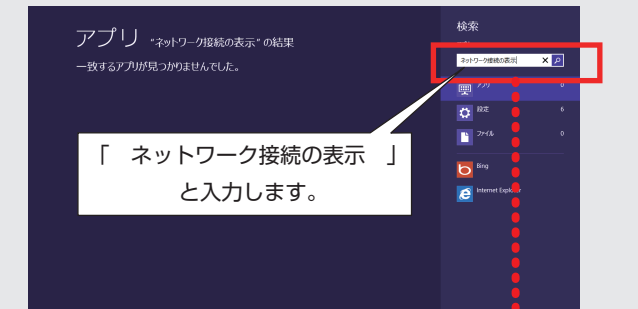 アプリ "ネットワーク接続の表示" の結果
一致するアプリが見つかりませんでした。
検索
ネットワーク接続の表示
アプリ 0
設定 6
ファイル 0
Bing
Internet Explorer
「 ネットワーク接続の表示 」
と入力します。